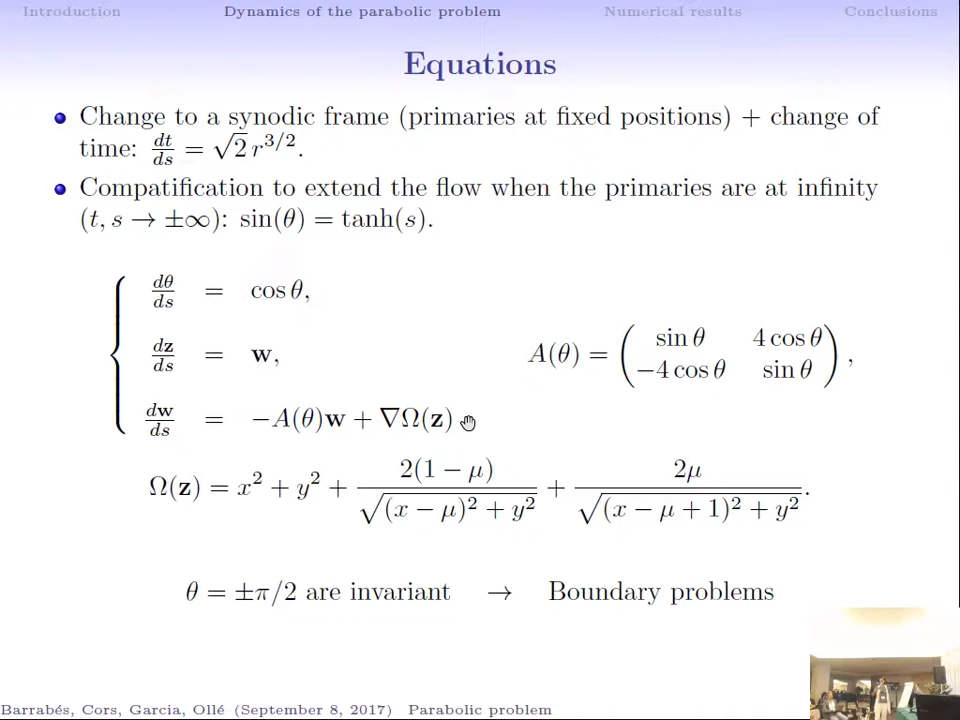 Introduction Dynamics of the parabolic problem Numerical results Conclusions
Equations
Change to a synodic frame (primaries at fixed positions) + change of
time: dt/ds = √2 r^{3/2}.
Compatification to extend the flow when the primaries are at infinity
(t, s → ±∞): sin(θ) = tanh(s).
dθ/ds = cos θ,
dz/ds = w, A(θ) = ( sin θ 4 cos θ
−4 cos θ sin θ ),
dw/ds = −A(θ)w + ∇Ω(z)
Ω(z) = x² + y² + 2(1 − μ)/√((x − μ)² + y²) + 2μ/√((x − μ + 1)² + y²).
θ = ±π/2 are invariant → Boundary problems
Barrabés, Cors, Garcia, Ollé (September 8, 2017) Parabolic problem